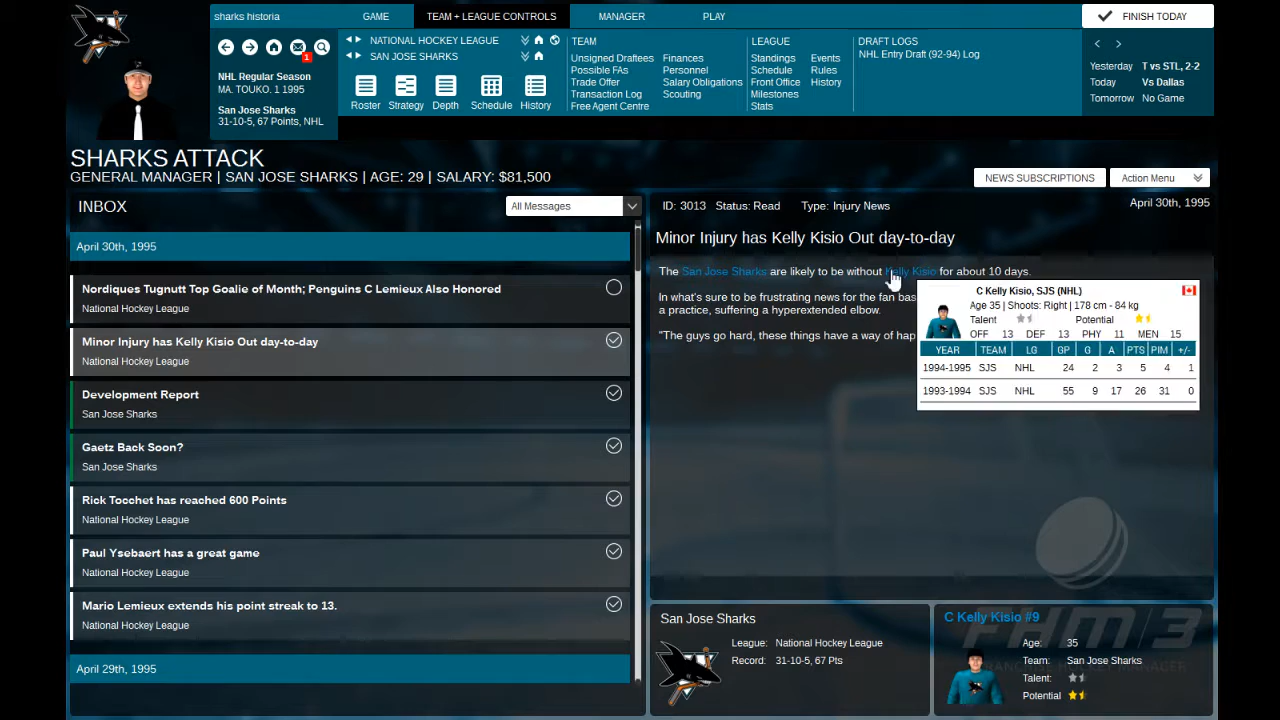 sharks historia
GAME
TEAM + LEAGUE CONTROLS
MANAGER
PLAY
FINISH TODAY
1
NHL Regular Season
MA. TOUKO. 1 1995
San Jose Sharks
31-10-5, 67 Points, NHL
NATIONAL HOCKEY LEAGUE
SAN JOSE SHARKS
Roster
Strategy
Depth
Schedule
History
TEAM
Unsigned Draftees
Possible FAs
Trade Offer
Transaction Log
Free Agent Centre
Finances
Personnel
Salary Obligations
Scouting
LEAGUE
Standings
Schedule
Front Office
Milestones
Stats
Events
Rules
History
DRAFT LOGS
NHL Entry Draft (92-94) Log
Yesterday T vs STL, 2-2
Today Vs Dallas
Tomorrow No Game
SHARKS ATTACK
GENERAL MANAGER | SAN JOSE SHARKS | AGE: 29 | SALARY: $81,500
NEWS SUBSCRIPTIONS
Action Menu
INBOX
All Messages
April 30th, 1995
Nordiques Tugnutt Top Goalie of Month; Penguins C Lemieux Also Honored
National Hockey League
Minor Injury has Kelly Kisio Out day-to-day
National Hockey League
Development Report
San Jose Sharks
Gaetz Back Soon?
San Jose Sharks
Rick Tocchet has reached 600 Points
National Hockey League
Paul Ysebaert has a great game
National Hockey League
Mario Lemieux extends his point streak to 13.
National Hockey League
April 29th, 1995
ID: 3013 Status: Read Type: Injury News
April 30th, 1995
Minor Injury has Kelly Kisio Out day-to-day
The San Jose Sharks are likely to be without Kelly Kisio for about 10 days.
In what's sure to be frustrating news for the fan
a practice, suffering a hyperextended elbow.
"The guys go hard, these things have a way of
C Kelly Kisio, SJS (NHL)
Age 35 | Shoots: Right | 178 cm - 84 kg
Talent Potential
OFF 13 DEF 13 PHY 11 MEN 15
YEAR TEAM LG GP G A PTS PIM +/-
1994-1995 SJS NHL 24 2 3 5 4 1
1993-1994 SJS NHL 55 9 17 26 31 0
San Jose Sharks
League: National Hockey League
Record: 31-10-5, 67 Pts
C Kelly Kisio #9
Age: 35
Team: San Jose Sharks
Talent:
Potential
FHM 3
FRANCHISE HOCKEY MANAGER